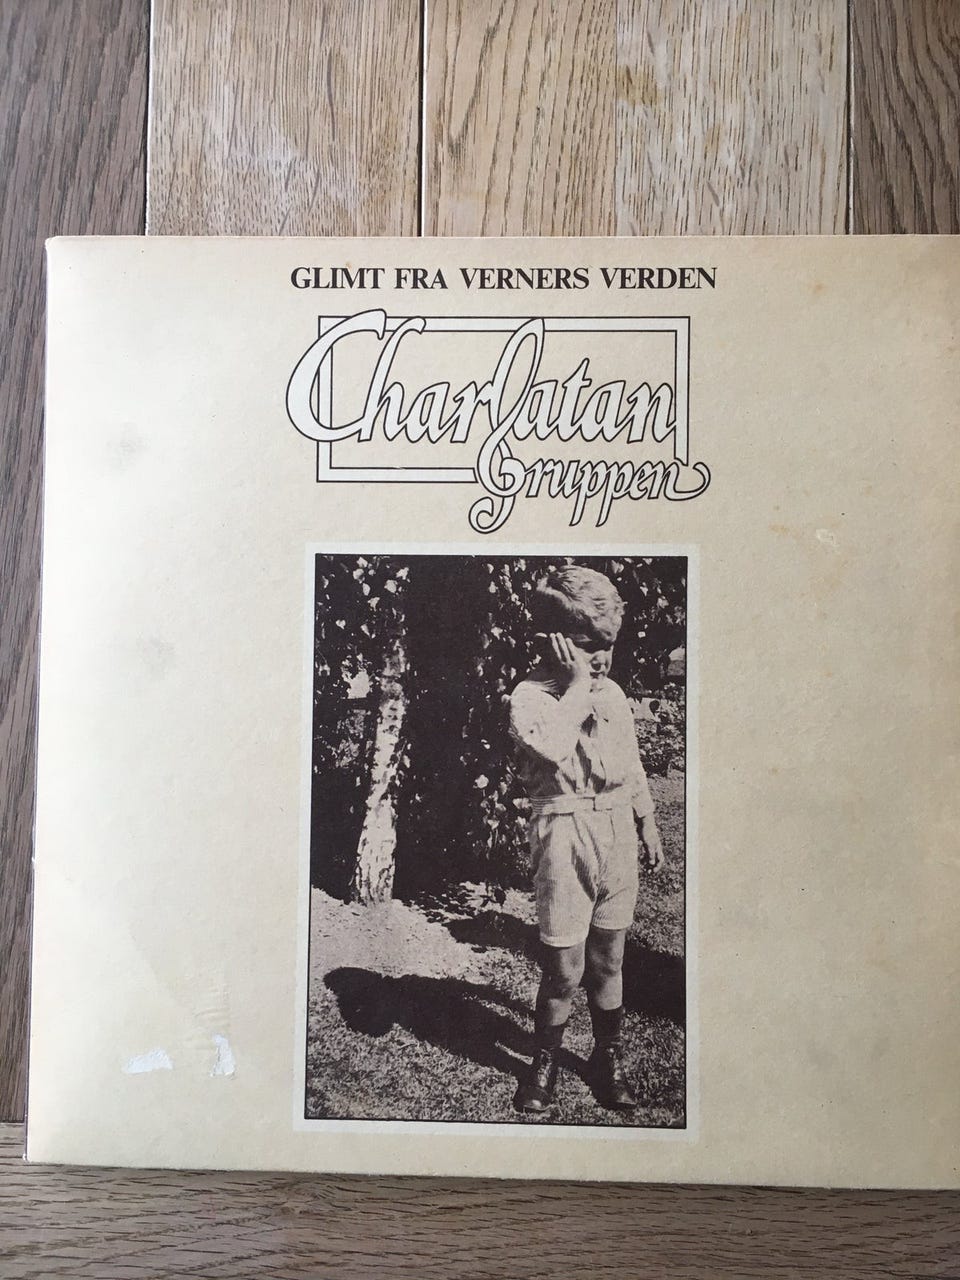 GLIMT FRA VERNERS VERDEN
Charlatan
Gruppen